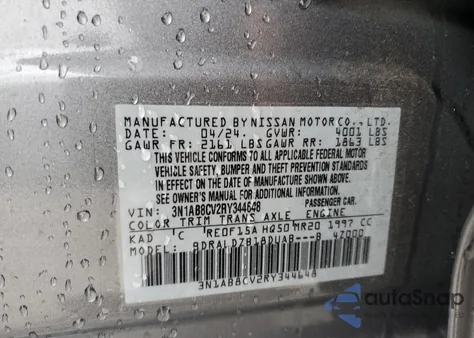 MANUFACTURED BY NISSAN MOTOR CO., LTD.
DATE: 04/24. GVWR: 4001 LBS
GAWR FR: 2161 LBS GAWR RR: 1863 LBS
THIS VEHICLE CONFORMS TO ALL APPLICABLE FEDERAL MOTOR
VEHICLE SAFETY, BUMPER AND THEFT PREVENTION STANDARDS
IN EFFECT ON THE DATE OF MANUFACTURE SHOWN ABOVE.
SEE OWNER'S MANUAL FOR ADDITIONAL INFORMATION.
VIN: 3N1AB8CV2RY344648 PASSENGER CAR.
COLOR TRIM TRANS AXLE ENGINE
KAD C RE0F15A HQ50 MR20 1997 CC
MODEL: BDRALDZB18DUAB---B 47000
3N1AB8CV2RY344648
autoSnap